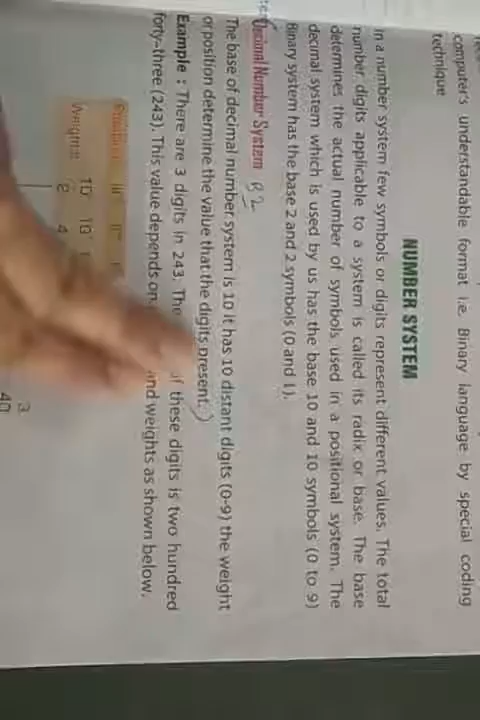 computer's understandable format i.e. Binary language by special coding
technique
NUMBER SYSTEM
In a number system few symbols or digits represent different values. The total
number digits applicable to a system is called its radix or base. The base
determines the actual number of symbols used in a positional system. The
decimal system which is used by us has the base 10 and 10 symbols (0 to 9)
Binary system has the base 2 and 2 symbols (0 and 1).
Decimal Number System
The base of decimal number system is 10 it has 10 distant digits (0-9) the weight
or position determine the value that the digits present.
Example : There are 3 digits in 243. The of these digits is two hundred
forty-three (243). This value depends on and weights as shown below.
Weights 10 10
2 4
3
40